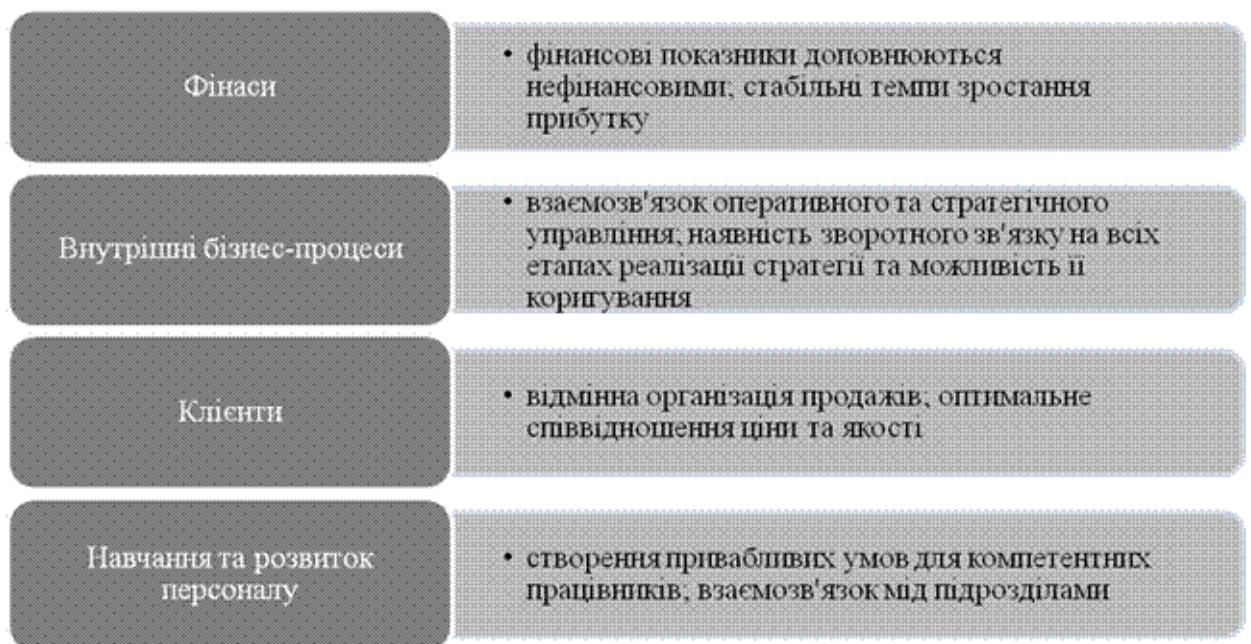 Фінаси
• фінансові показники доповнюються
нефінансовими; стабільні темпи зростання
прибутку
Внутрішні бізнес-процеси
• взаємозв'язок оперативного та стратегічного
управління; наявність зворотного зв'язку на всіх
етапах реалізації стратегії та можливість її
коригування
Клієнти
• відмінна організація продажів; оптимальне
співвідношення ціни та якості
Навчання та розвиток
персоналу
• створення привабливих умов для компетентних
працівників; взаємозв'язок мід підрозділами